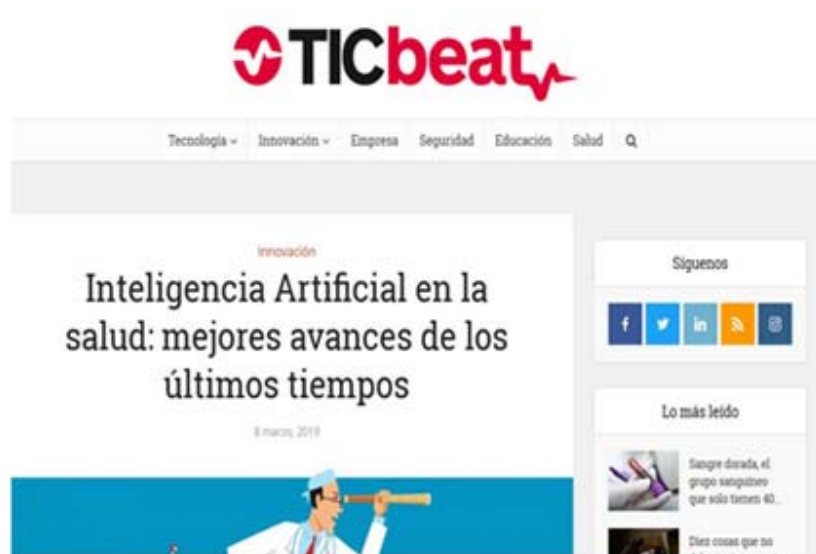 TICbeat
Tecnología Innovación Empresa Seguridad Educación Salud
Innovación
Inteligencia Artificial en la
salud: mejores avances de los
últimos tiempos
8 marzo, 2019
Síguenos
Lo más leído
Sangre dorada, el
grupo sanguíneo
que solo tienen 40...
Diez cosas que no